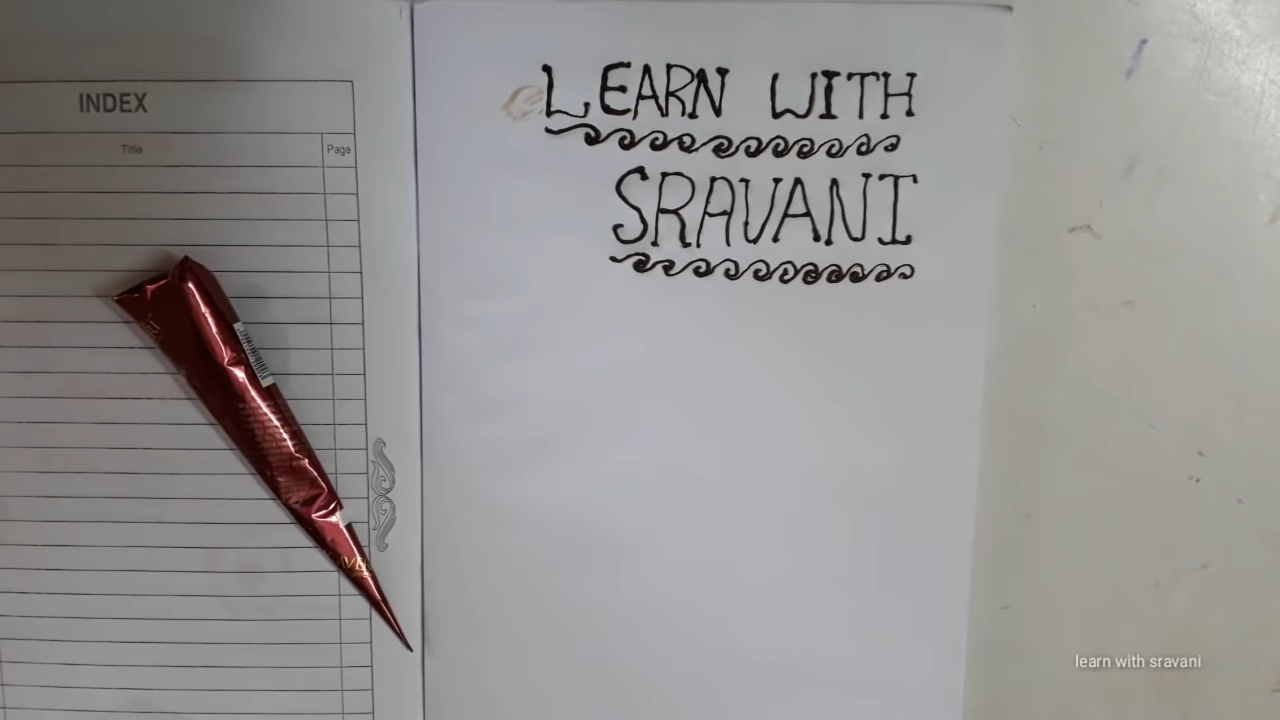 INDEX
Title
Page
LEARN WITH
SRAVANI
learn with sravani